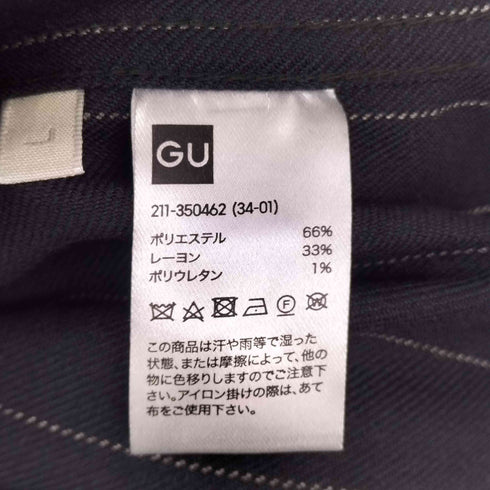 L
GU
211-350462 (34-01)
ポリエステル 66%
レーヨン 33%
ポリウレタン 1%
この商品は汗や雨等で湿った
状態、または摩擦によって、他の
物に色移りしますのでご注意く
ださい。アイロン掛けの際は、あて
布をご使用下さい。